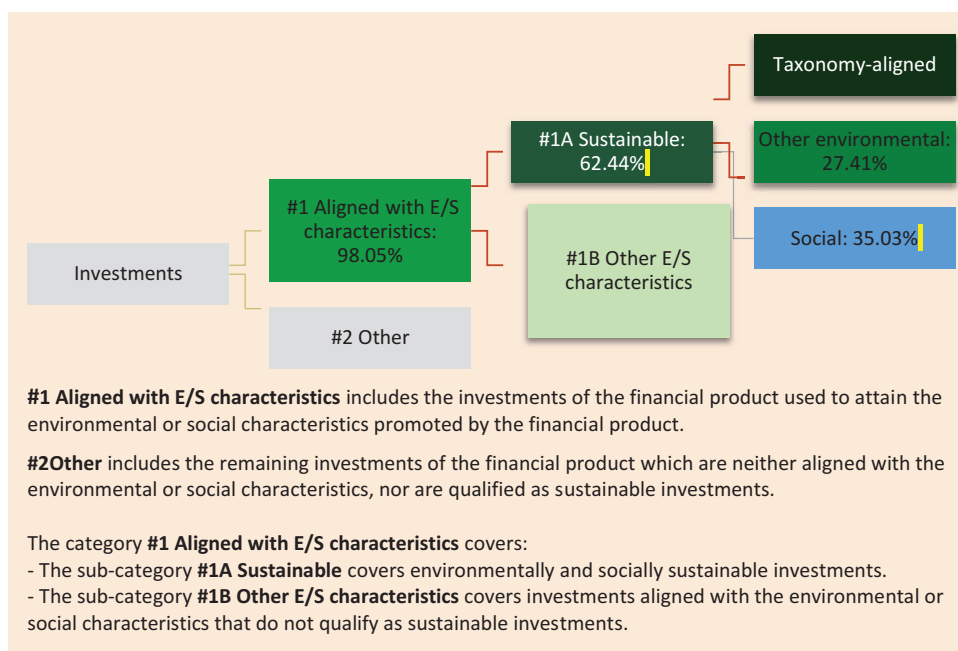 Taxonomy-aligned
#1A Sustainable:
62.44%
Other environmental:
27.41%
#1 Aligned with E/S
characteristics:
98.05%
Social: 35.03%
#1B Other E/S
characteristics
Investments
#2 Other
#1 Aligned with E/S characteristics includes the investments of the financial product used to attain the
environmental or social characteristics promoted by the financial product.
#2Other includes the remaining investments of the financial product which are neither aligned with the
environmental or social characteristics, nor are qualified as sustainable investments.
The category #1 Aligned with E/S characteristics covers:
- The sub-category #1A Sustainable covers environmentally and socially sustainable investments.
- The sub-category #1B Other E/S characteristics covers investments aligned with the environmental or
social characteristics that do not qualify as sustainable investments.